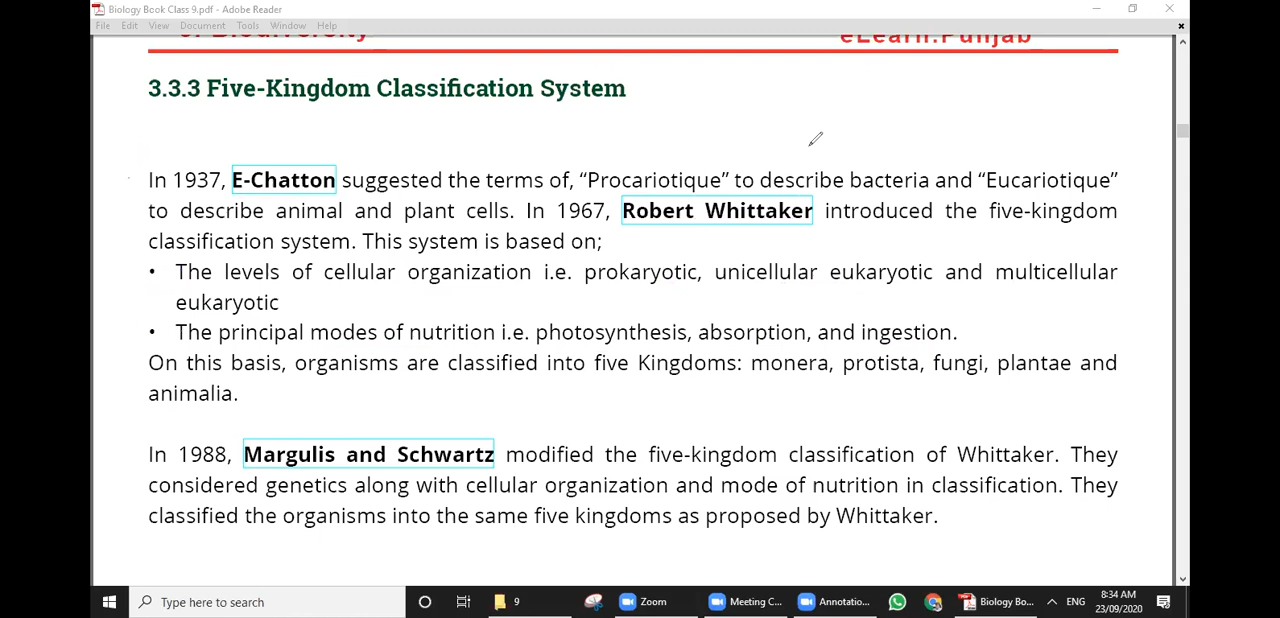 Biology Book Class 9.pdf - Adobe Reader
File Edit View Document Tools Window Help
3. Biodiversity eLearn.Punjab
3.3.3 Five-Kingdom Classification System
In 1937, E-Chatton suggested the terms of, “Procariotique” to describe bacteria and “Eucariotique”
to describe animal and plant cells. In 1967, Robert Whittaker introduced the five-kingdom
classification system. This system is based on;
• The levels of cellular organization i.e. prokaryotic, unicellular eukaryotic and multicellular
eukaryotic
• The principal modes of nutrition i.e. photosynthesis, absorption, and ingestion.
On this basis, organisms are classified into five Kingdoms: monera, protista, fungi, plantae and
animalia.
In 1988, Margulis and Schwartz modified the five-kingdom classification of Whittaker. They
considered genetics along with cellular organization and mode of nutrition in classification. They
classified the organisms into the same five kingdoms as proposed by Whittaker.
Type here to search 9 Zoom Meeting C... Annotatio... Biology Bo... ENG 8:34 AM
23/09/2020